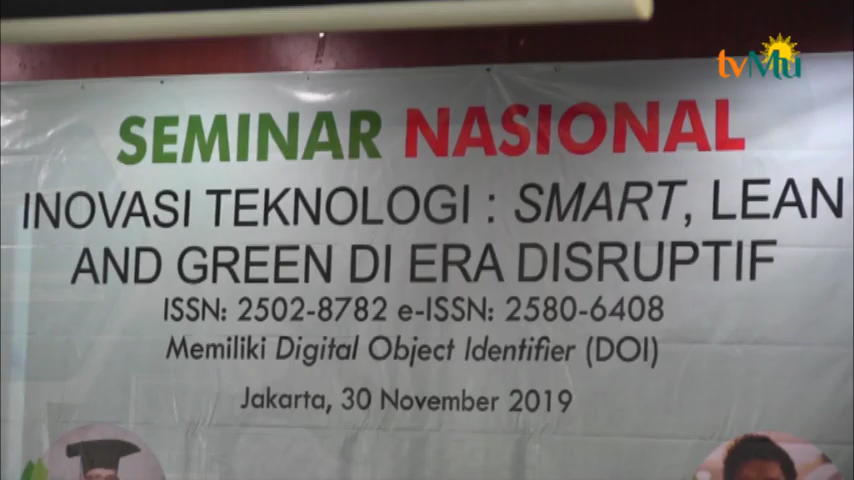 tvMu
SEMINAR NASIONAL
INOVASI TEKNOLOGI : SMART, LEAN
AND GREEN DI ERA DISRUPTIF
ISSN: 2502-8782 e-ISSN: 2580-6408
Memiliki Digital Object Identifier (DOI)
Jakarta, 30 November 2019